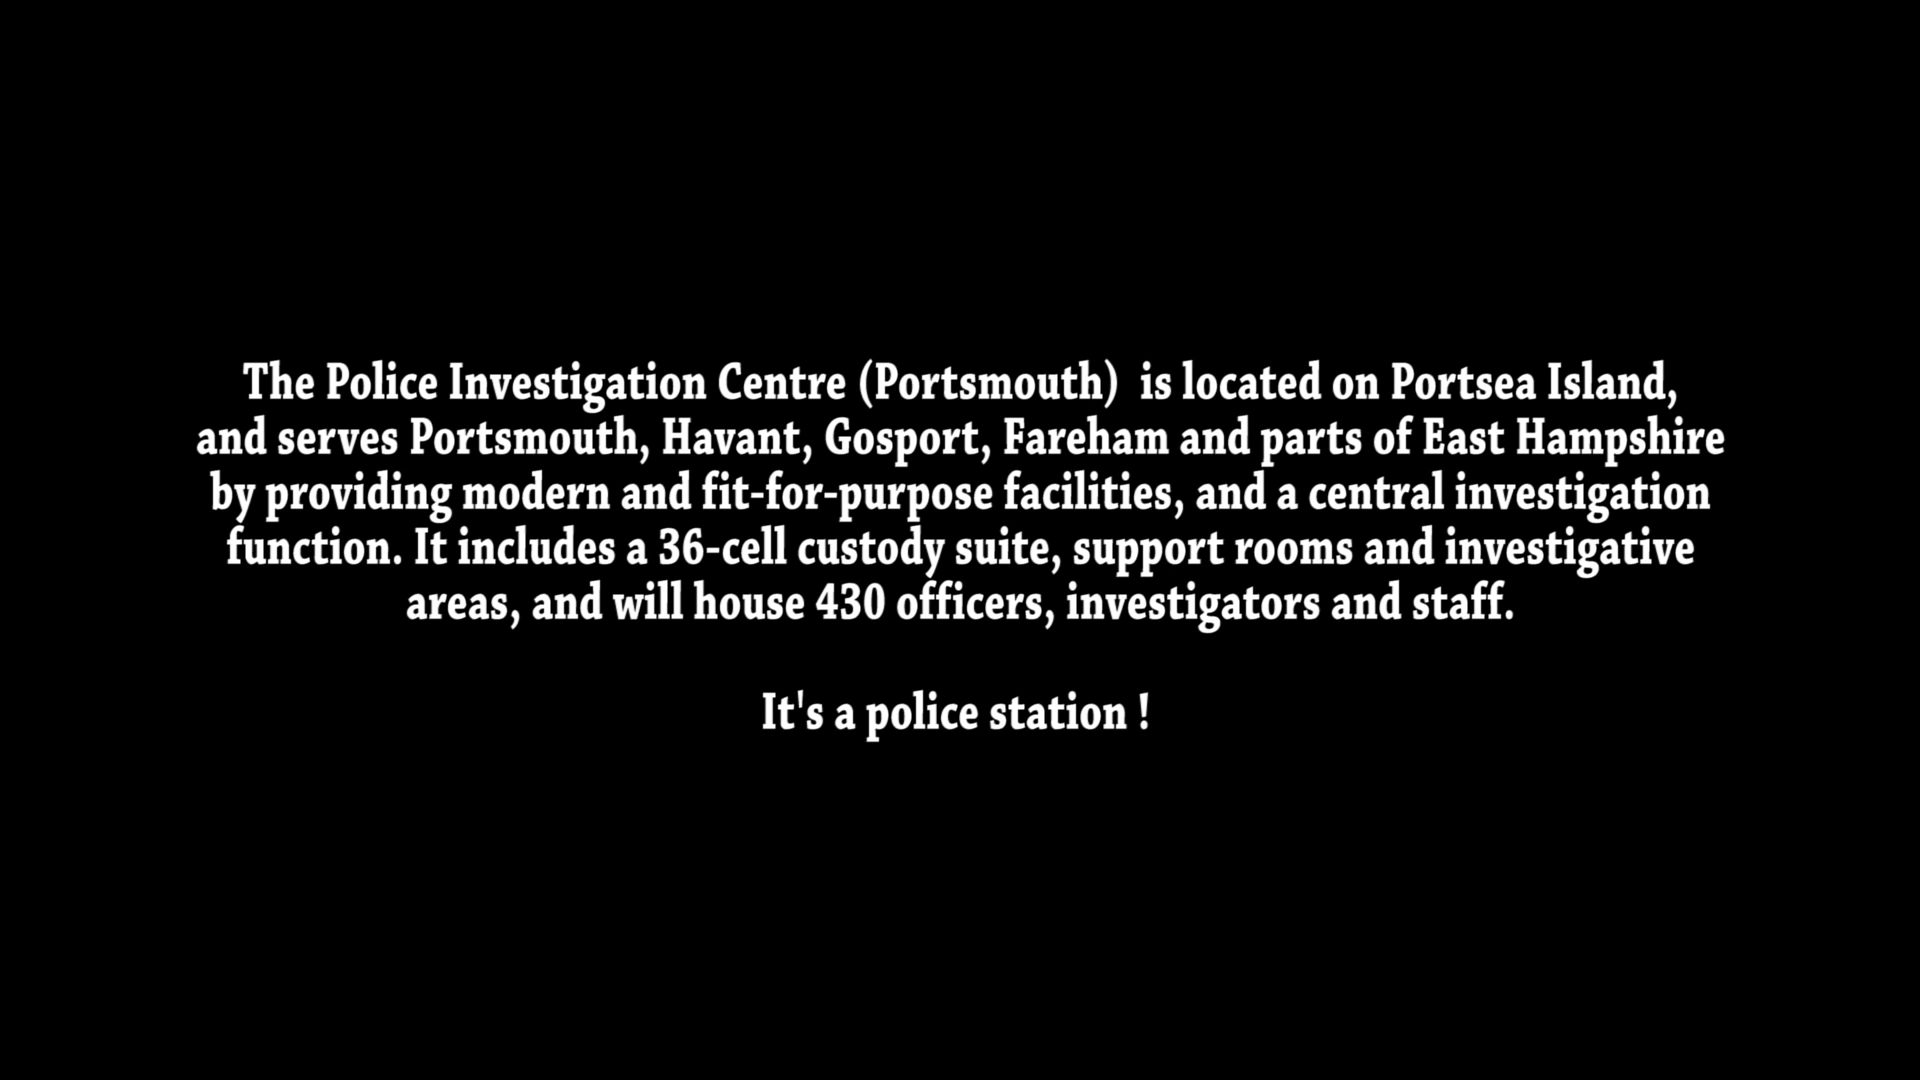 The Police Investigation Centre (Portsmouth)  is located on Portsea Island,
and serves Portsmouth, Havant, Gosport, Fareham and parts of East Hampshire
by providing modern and fit-for-purpose facilities, and a central investigation
function. It includes a 36-cell custody suite, support rooms and investigative
areas, and will house 430 officers, investigators and staff.
It's a police station !